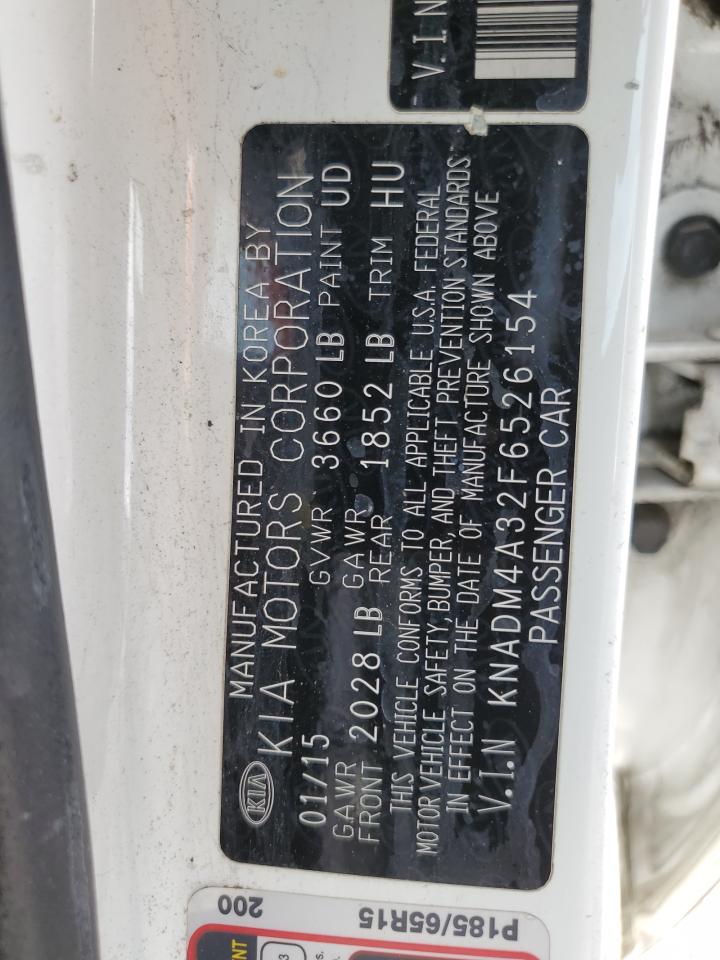 V.I.N
MANUFACTURED IN KOREA BY
KIA KIA MOTORS CORPORATION
01/15 GVWR 3660 LB PAINT UD
G.A.W.R FRONT 2028 LB G.A.W.R REAR 1852 LB TRIM HU
THIS VEHICLE CONFORMS TO ALL APPLICABLE U.S.A. FEDERAL
MOTOR VEHICLE SAFETY, BUMPER, AND THEFT PREVENTION STANDARDS
IN EFFECT ON THE DATE OF MANUFACTURE SHOWN ABOVE
V.I.N KNADM4A32F6526154
PASSENGER CAR
200
P185/65R15
3